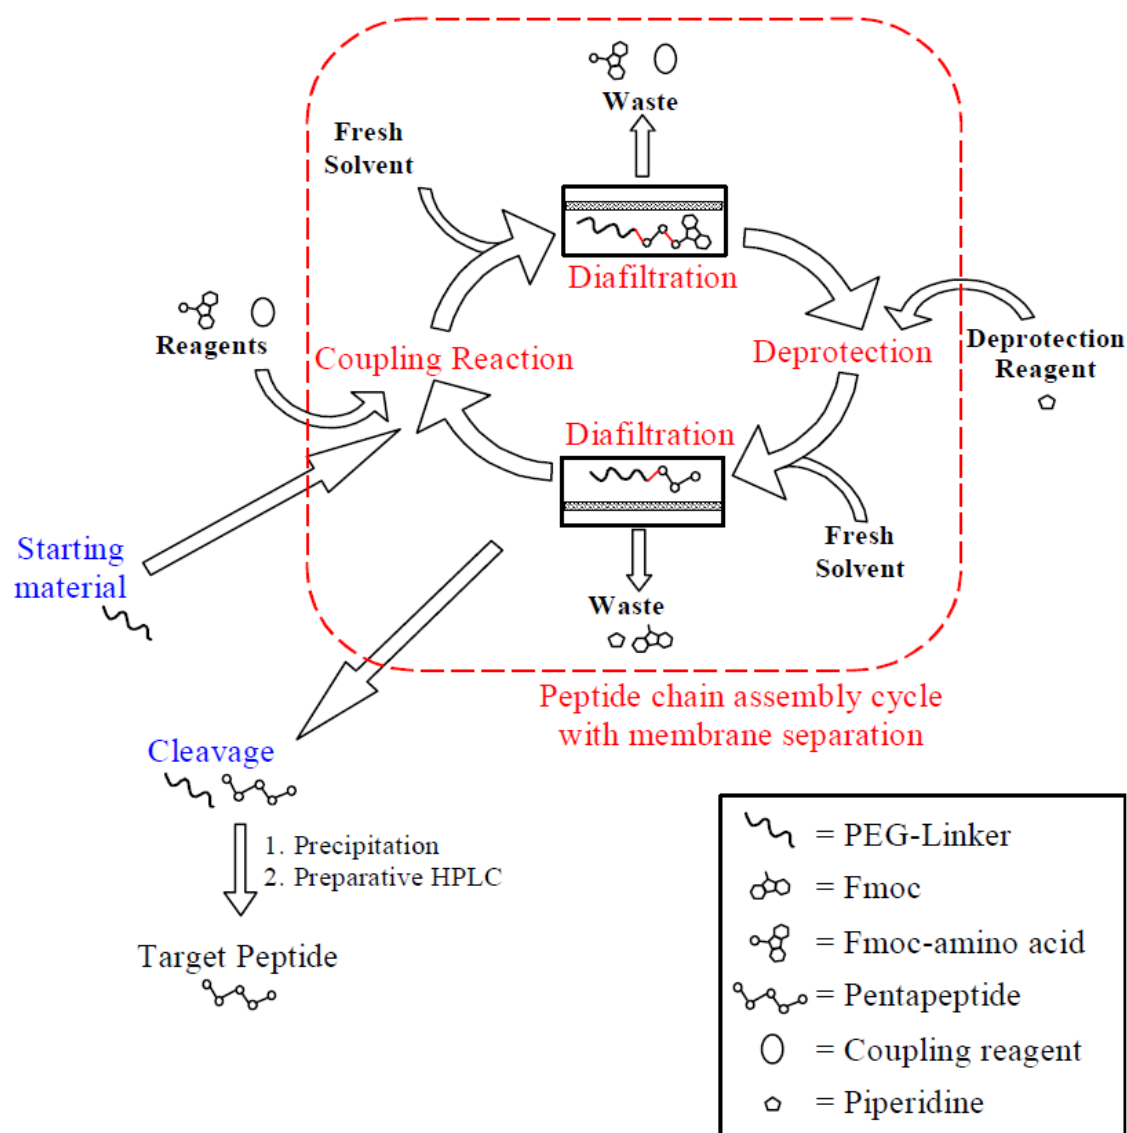 Waste
Fresh
Solvent
Diafiltration
Reagents
Coupling Reaction
Deprotection
Deprotection
Reagent
Diafiltration
Starting
material
Fresh
Solvent
Waste
Peptide chain assembly cycle
with membrane separation
Cleavage
1. Precipitation
2. Preparative HPLC
Target Peptide
= PEG-Linker
= Fmoc
= Fmoc-amino acid
= Pentapeptide
= Coupling reagent
= Piperidine